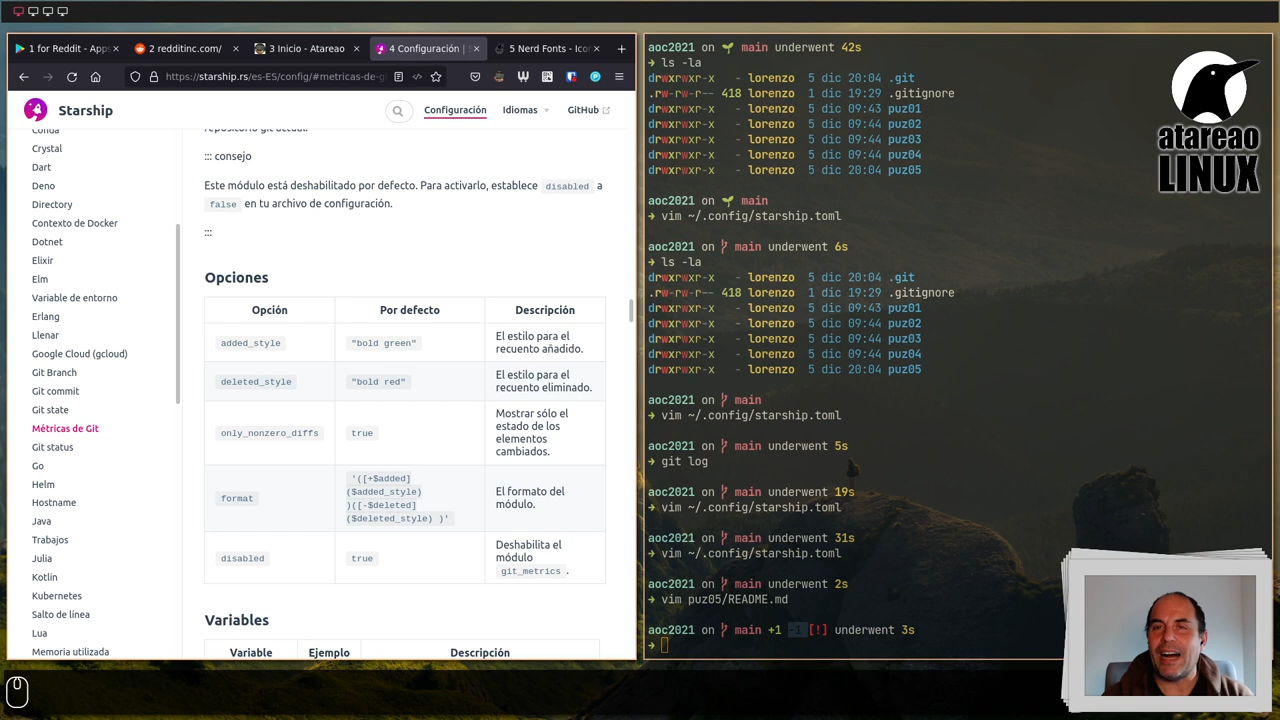 1 for Reddit - Apps
2 redditinc.com/
3 Inicio - Atareao
4 Configuración |
5 Nerd Fonts - Icon
https://starship.rs/es-ES/config/#metricas-de-g
Starship
Configuración
Idiomas
GitHub
Conda
Crystal
Dart
Deno
Directory
Contexto de Docker
Dotnet
Elixir
Elm
Variable de entorno
Erlang
Llenar
Google Cloud (gcloud)
Git Branch
Git commit
Git state
Métricas de Git
Git status
Go
Helm
Hostname
Java
Trabajos
Julia
Kotlin
Kubernetes
Salto de línea
Lua
Memoria utilizada
repositorio git actual.
::: consejo
Este módulo está deshabilitado por defecto. Para activarlo, establece disabled a
false en tu archivo de configuración.
:::
Opciones
Opción Por defecto Descripción
added_style "bold green" El estilo para el
recuento añadido.
deleted_style "bold red" El estilo para el
recuento eliminado.
only_nonzero_diffs true Mostrar sólo el
estado de los
elementos
cambiados.
format '([+$added]
($added_style)
)([-$deleted]
($deleted_style) )' El formato del
módulo.
disabled true Deshabilita el
módulo
git_metrics .
Variables
Variable Ejemplo Descripción
aoc2021 on main underwent 42s
➜ ls -la
drwxrwxr-x - lorenzo 5 dic 20:04 .git
.rw-rw-r-- 418 lorenzo 1 dic 19:29 .gitignore
drwxrwxr-x - lorenzo 5 dic 09:43 puz01
drwxrwxr-x - lorenzo 5 dic 09:44 puz02
drwxrwxr-x - lorenzo 5 dic 09:44 puz03
drwxrwxr-x - lorenzo 5 dic 09:44 puz04
drwxrwxr-x - lorenzo 5 dic 20:04 puz05
aoc2021 on main
➜ vim ~/.config/starship.toml
aoc2021 on main underwent 6s
➜ ls -la
drwxrwxr-x - lorenzo 5 dic 20:04 .git
.rw-rw-r-- 418 lorenzo 1 dic 19:29 .gitignore
drwxrwxr-x - lorenzo 5 dic 09:43 puz01
drwxrwxr-x - lorenzo 5 dic 09:44 puz02
drwxrwxr-x - lorenzo 5 dic 09:44 puz03
drwxrwxr-x - lorenzo 5 dic 09:44 puz04
drwxrwxr-x - lorenzo 5 dic 20:04 puz05
aoc2021 on main
➜ vim ~/.config/starship.toml
aoc2021 on main underwent 5s
➜ git log
aoc2021 on main underwent 19s
➜ vim ~/.config/starship.toml
aoc2021 on main underwent 31s
➜ vim ~/.config/starship.toml
aoc2021 on main underwent 2s
➜ vim puz05/README.md
aoc2021 on main +1 -1 [!] underwent 3s
➜
atareao
LINUX